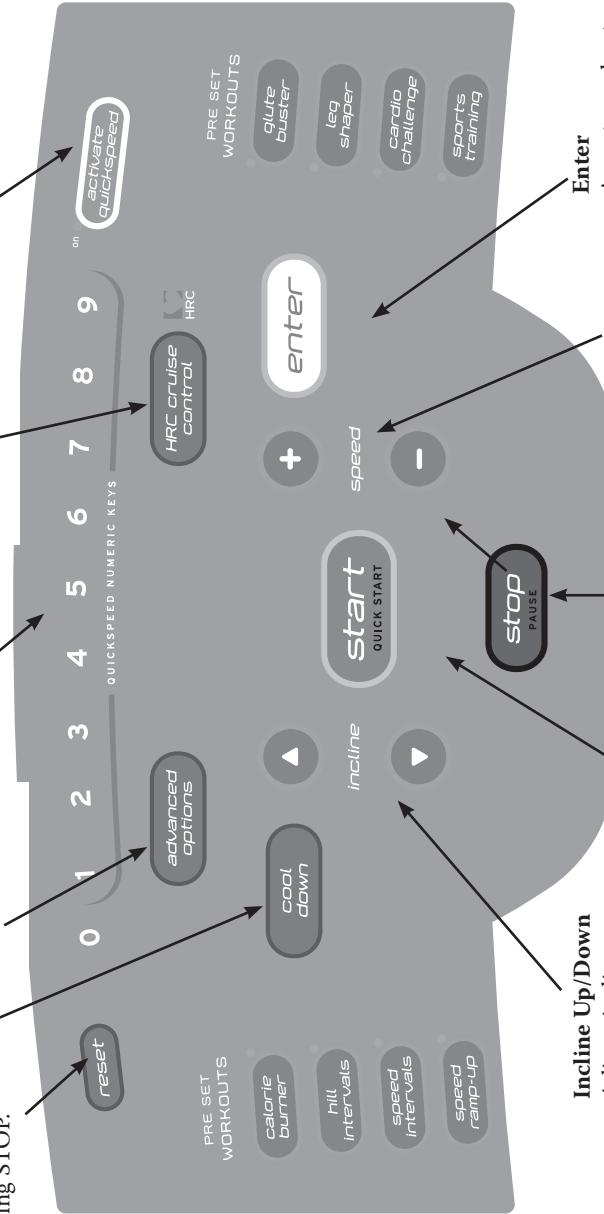 ing STOP.
reset
0 1 2 3 4 5 6 7 8 9
QUICKSPEED NUMERIC KEYS
on
activate
quickspeed
advanced
options
HRC cruise
control
HRC
PRE SET
WORKOUTS
calorie
burner
hill
intervals
speed
intervals
speed
ramp-up
cool
down
incline
start
QUICK START
+
speed
-
enter
stop
PAUSE
PRE SET
WORKOUTS
glute
buster
leg
shaper
cardio
challenge
sports
training
Incline Up/Down
Enter